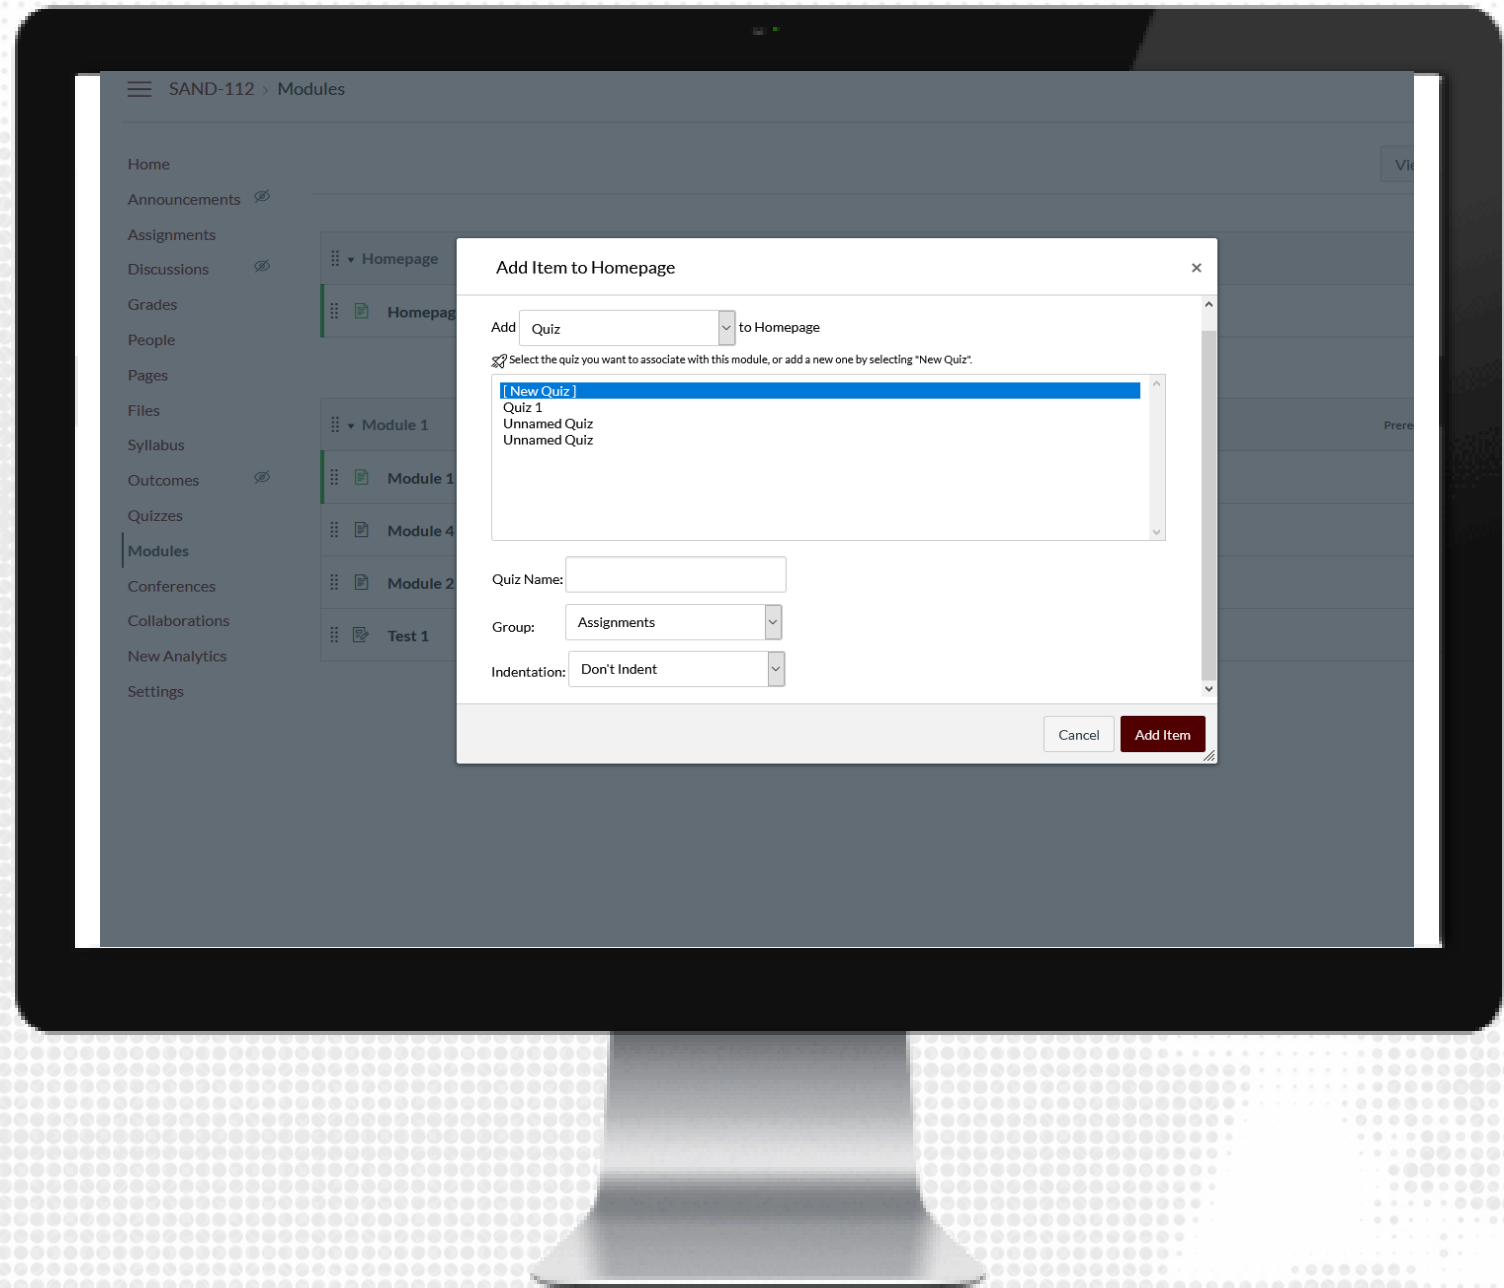 SAND-112 › Modules
Home
Announcements
Assignments
Discussions
Grades
People
Pages
Files
Syllabus
Outcomes
Quizzes
Modules
Conferences
Collaborations
New Analytics
Settings
Homepage
Homepag
Module 1
Module 1
Module 4
Module 2
Test 1
Vie
Prere
Add Item to Homepage ×
Add Quiz to Homepage
Select the quiz you want to associate with this module, or add a new one by selecting "New Quiz".
[ New Quiz ]
Quiz 1
Unnamed Quiz
Unnamed Quiz
Quiz Name:
Group: Assignments
Indentation: Don't Indent
Cancel Add Item